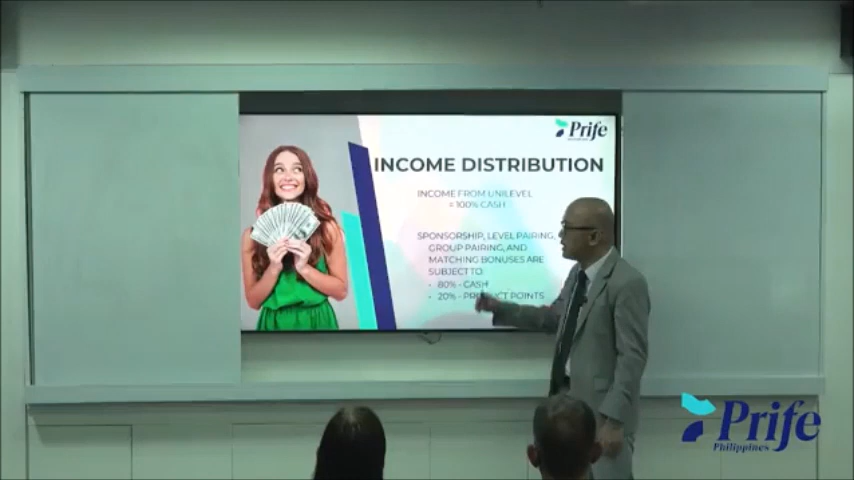 Prife
INCOME DISTRIBUTION
INCOME FROM UNILEVEL
= 100% CASH
SPONSORSHIP, LEVEL PAIRING,
GROUP PAIRING, AND
MATCHING BONUSES ARE
SUBJECT TO
• 80% - CASH
• 20% - PRODUCT POINTS
Prife
Philippines